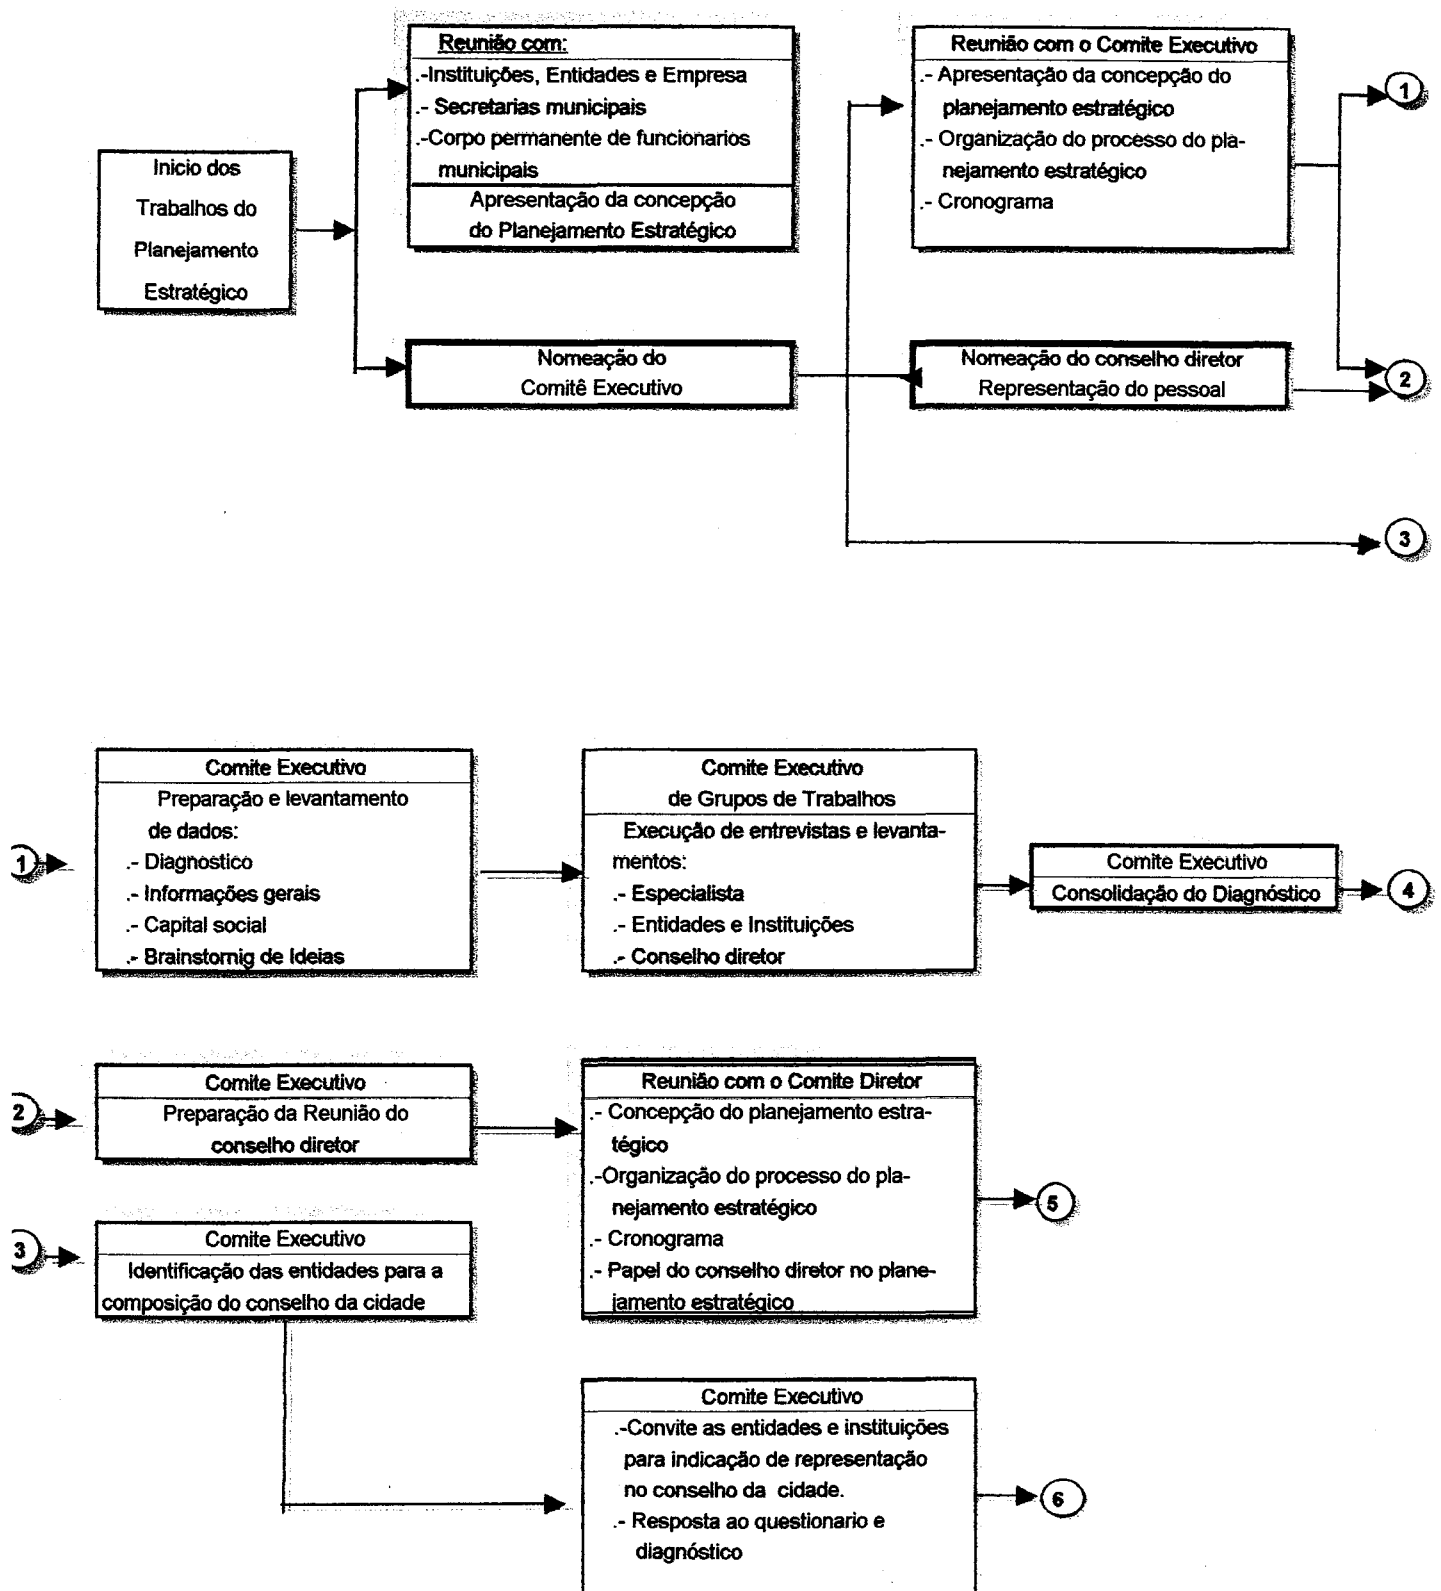 Inicio dos
Trabalhos do
Planejamento
Estratégico
Reunião com:
.-Instituições, Entidades e Empresa
.- Secretarias municipais
.-Corpo permanente de funcionarios
municipais
Apresentação da concepção
do Planejamento Estratégico
Nomeação do
Comitê Executivo
Reunião com o Comite Executivo
.- Apresentação da concepção do
planejamento estratégico
.- Organização do processo do pla-
nejamento estratégico
.- Cronograma
Nomeação do conselho diretor
Representação do pessoal
1
2
3
1
Comite Executivo
Preparação e levantamento
de dados:
.- Diagnostico
.- Informações gerais
.- Capital social
.- Brainstornig de Ideias
Comite Executivo
de Grupos de Trabalhos
Execução de entrevistas e levanta-
mentos:
.- Especialista
.- Entidades e Instituições
.- Conselho diretor
Comite Executivo
Consolidação do Diagnóstico
4
2
Comite Executivo
Preparação da Reunião do
conselho diretor
Reunião com o Comite Diretor
.- Concepção do planejamento estra-
tégico
.-Organização do processo do pla-
nejamento estratégico
.- Cronograma
.- Papel do conselho diretor no plane-
jamento estratégico
5
3
Comite Executivo
Identificação das entidades para a
composição do conselho da cidade
Comite Executivo
.-Convite as entidades e instituições
para indicação de representação
no conselho da cidade.
.- Resposta ao questionario e
diagnóstico
6